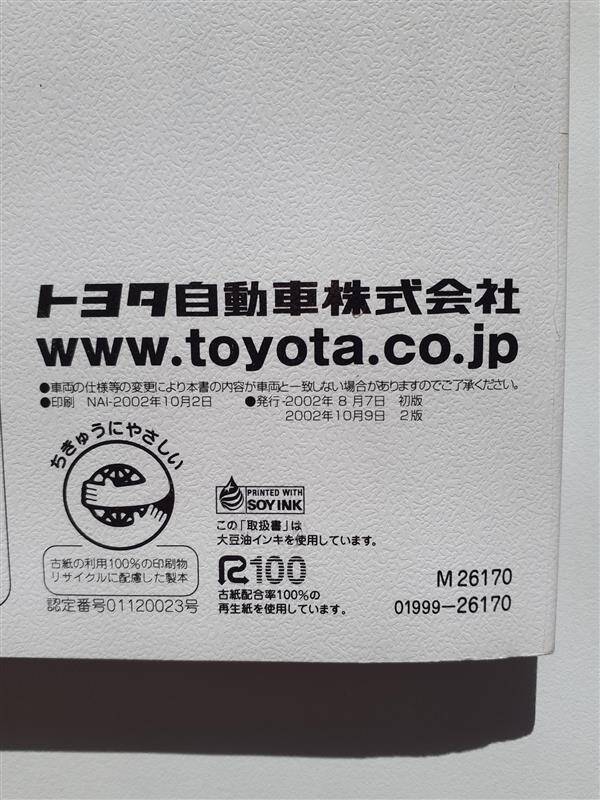 トヨタ自動車株式会社
www.toyota.co.jp
●車両の仕様等の変更により本書の内容が車両と一致しない場合がありますのでご了承ください。
●印刷 NAI-2002年10月2日 ●発行-2002年 8 月7日 初版
2002年10月9日 2版
ちきゅうにやさしい
古紙の利用100%の印刷物
リサイクルに配慮した製本
認定番号01120023号
PRINTED WITH
SOY INK
この「取扱書」は
大豆油インキを使用しています。
R100
古紙配合率100%の
再生紙を使用しています。
M 26170
01999-26170